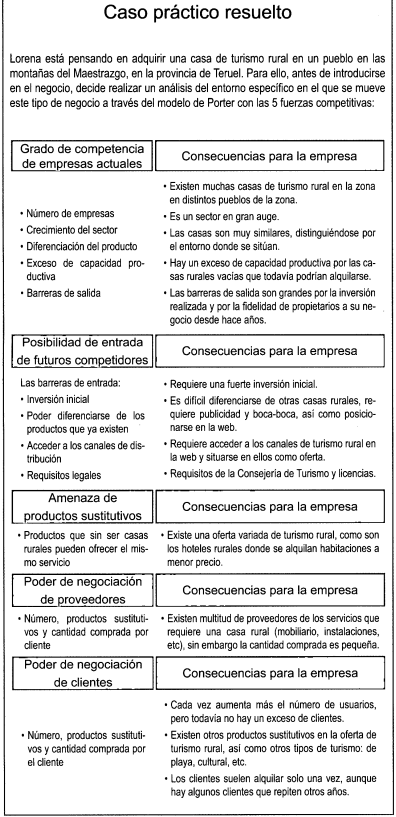 Caso práctico resuelto
Lorena está pensando en adquirir una casa de turismo rural en un pueblo en las
montañas del Maestrazgo, en la provincia de Teruel. Para ello, antes de introducirse
en el negocio, decide realizar un análisis del entorno específico en el que se mueve
este tipo de negocio a través del modelo de Porter con las 5 fuerzas competitivas:
Grado de competencia
de empresas actuales
Consecuencias para la empresa
• Número de empresas
• Crecimiento del sector
• Diferenciación del producto
• Exceso de capacidad pro-
ductiva
• Barreras de salida
• Existen muchas casas de turismo rural en la zona
en distintos pueblos de la zona.
• Es un sector en gran auge.
• Las casas son muy similares, distinguiéndose por
el entorno donde se sitúan.
• Hay un exceso de capacidad productiva por las ca-
sas rurales vacías que todavía podrían alquilarse.
• Las barreras de salida son grandes por la inversión
realizada y por la fidelidad de propietarios a su ne-
gocio desde hace años.
Posibilidad de entrada
de futuros competidores
Consecuencias para la empresa
Las barreras de entrada:
• Inversión inicial
• Poder diferenciarse de los
productos que ya existen
• Acceder a los canales de dis-
tribución
• Requisitos legales
• Requiere una fuerte inversión inicial.
• Es difícil diferenciarse de otras casas rurales, re-
quiere publicidad y boca-boca, así como posicio-
narse en la web.
• Requiere acceder a los canales de turismo rural en
la web y situarse en ellos como oferta.
• Requisitos de la Consejería de Turismo y licencias.
Amenaza de
productos sustitutivos
Consecuencias para la empresa
• Productos que sin ser casas
rurales pueden ofrecer el mis-
mo servicio
• Existe una oferta variada de turismo rural, como son
los hoteles rurales donde se alquilan habitaciones a
menor precio.
Poder de negociación
de proveedores
Consecuencias para la empresa
• Número, productos sustituti-
vos y cantidad comprada por
cliente
• Existen multitud de proveedores de los servicios que
requiere una casa rural (mobiliario, instalaciones,
etc), sin embargo la cantidad comprada es pequeña.
Poder de negociación
de clientes
Consecuencias para la empresa
• Número, productos sustituti-
vos y cantidad comprada por
el cliente
• Cada vez aumenta más el número de usuarios,
pero todavía no hay un exceso de clientes.
• Existen otros productos sustitutivos en la oferta de
turismo rural, así como otros tipos de turismo: de
playa, cultural, etc.
• Los clientes suelen alquilar solo una vez, aunque
hay algunos clientes que repiten otros años.